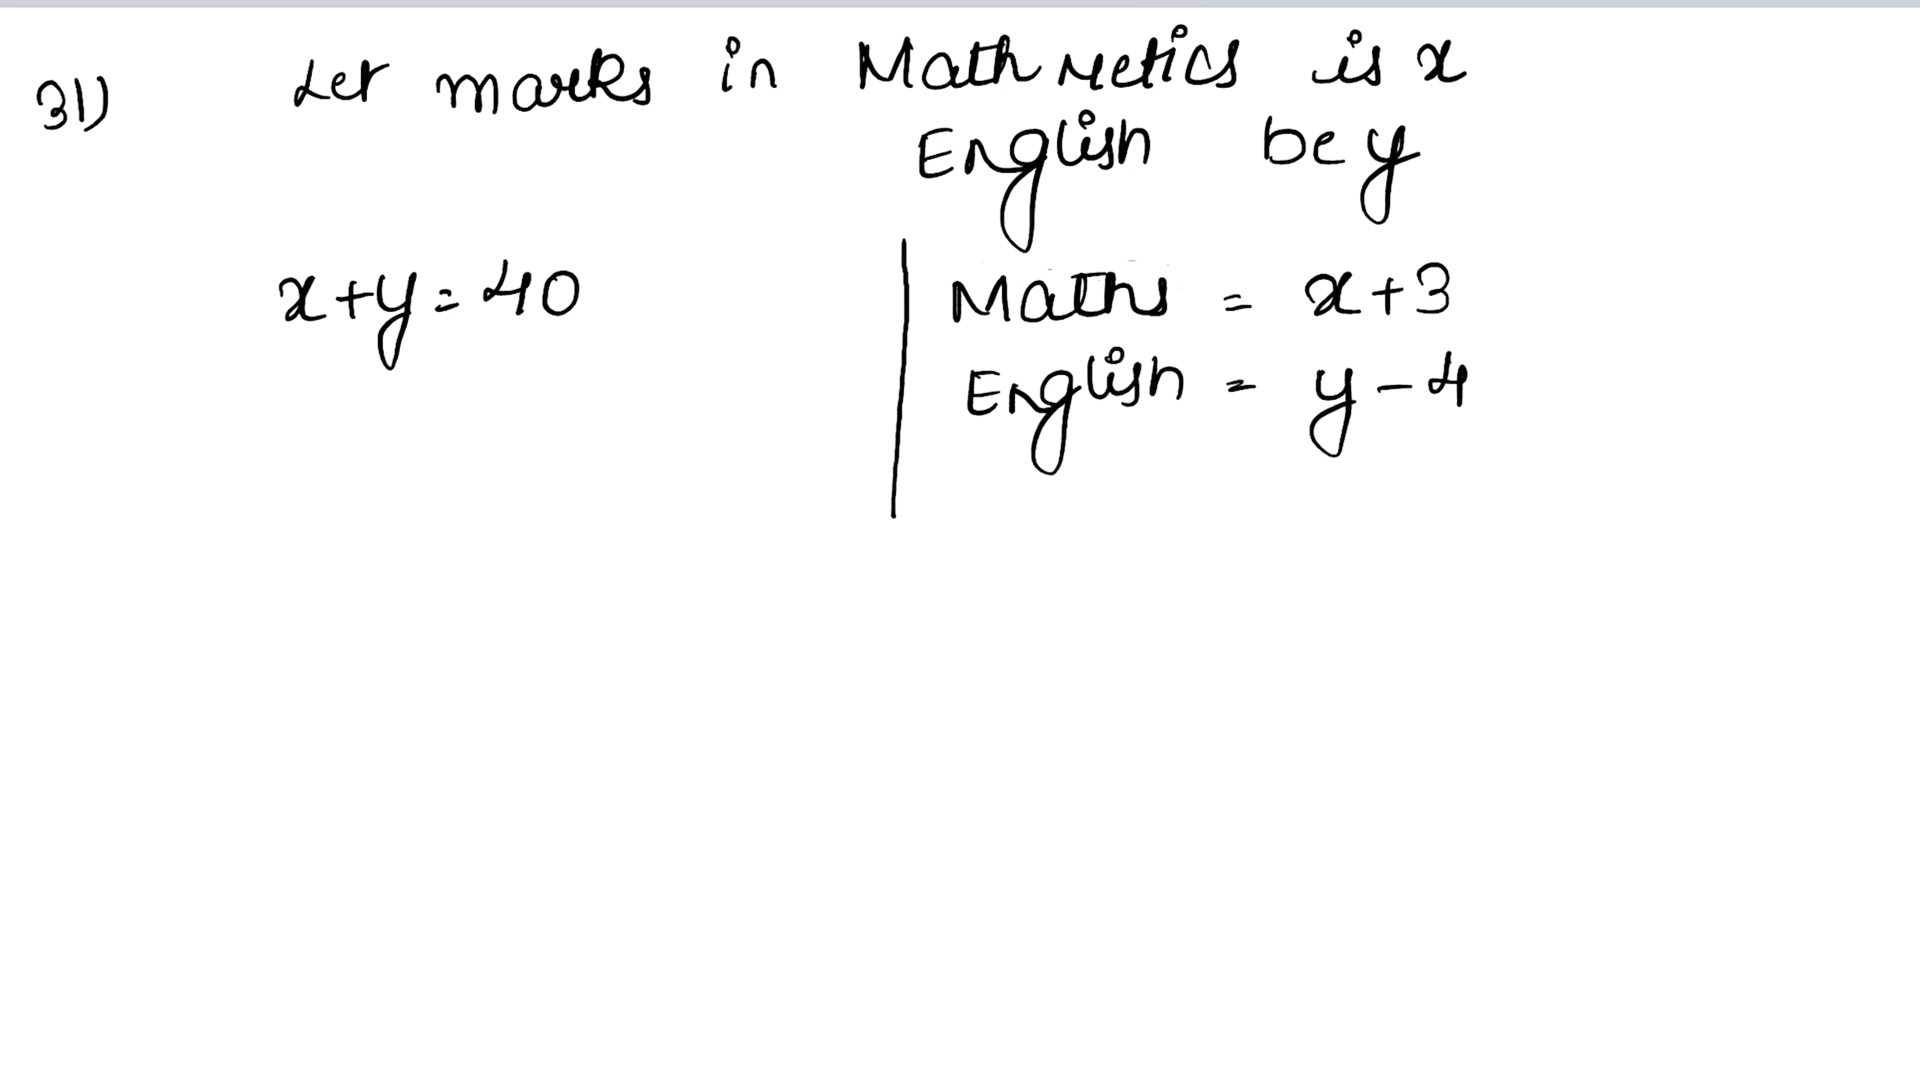 31) Let marks in Mathmetics is x
English be y
x+y=40
Maths = x+3
English = y-4